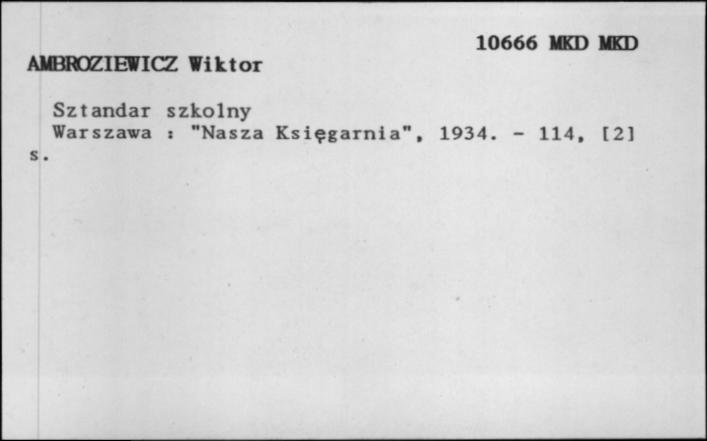 10666 MKD MKD
AMBROZIEWICZ Wiktor
Sztandar szkolny
Warszawa : "Nasza Księgarnia", 1934. - 114, [2]
s.